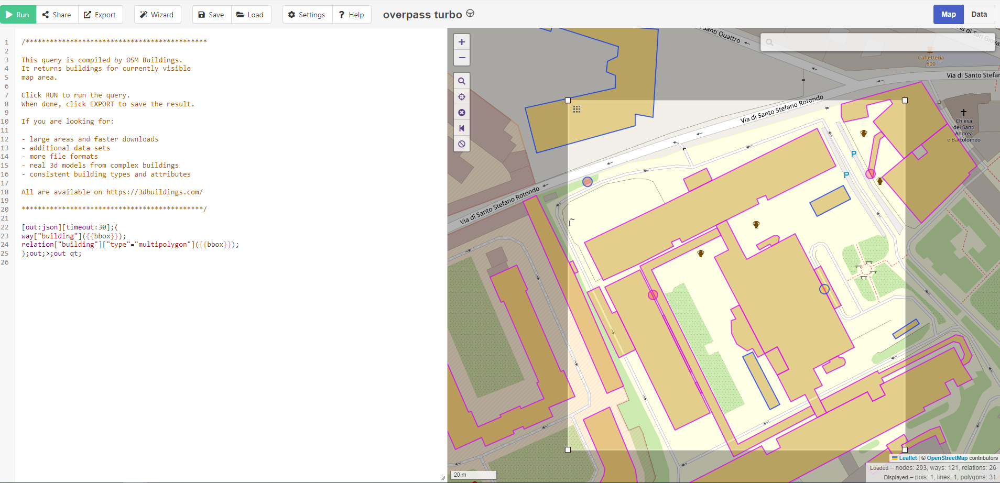 Run
Share
Export
Wizard
Save
Load
Settings
Help
overpass turbo
Map
Data
1 /*********************************************
2
3 This query is compiled by OSM Buildings.
4 It returns buildings for currently visible
5 map area.
6
7 Click RUN to run the query.
8 When done, click EXPORT to save the result.
9
10 If you are looking for:
11
12 - large areas and faster downloads
13 - additional data sets
14 - more file formats
15 - real 3d models from complex buildings
16 - consistent building types and attributes
17
18 All are available on https://3dbuildings.com/
19
20 *********************************************/
21
22 [out:json][timeout:30];(
23 way["building"]({{bbox}});
24 relation["building"]["type"="multipolygon"]({{bbox}});
25 );out;>;out qt;
26
+
−
Santi Quattro
Via di San Giova
Caffetteria
800
Via di Santo Stefan
Via di Santo Stefano Rotondo
Chiesa
dei Santi
Andrea
e Bartolomeo
P
P
Via di Santo Stefano Rotondo
20 m
Leaflet | © OpenStreetMap contributors
Loaded – nodes: 293, ways: 121, relations: 26
Displayed – pois: 1, lines: 1, polygons: 31